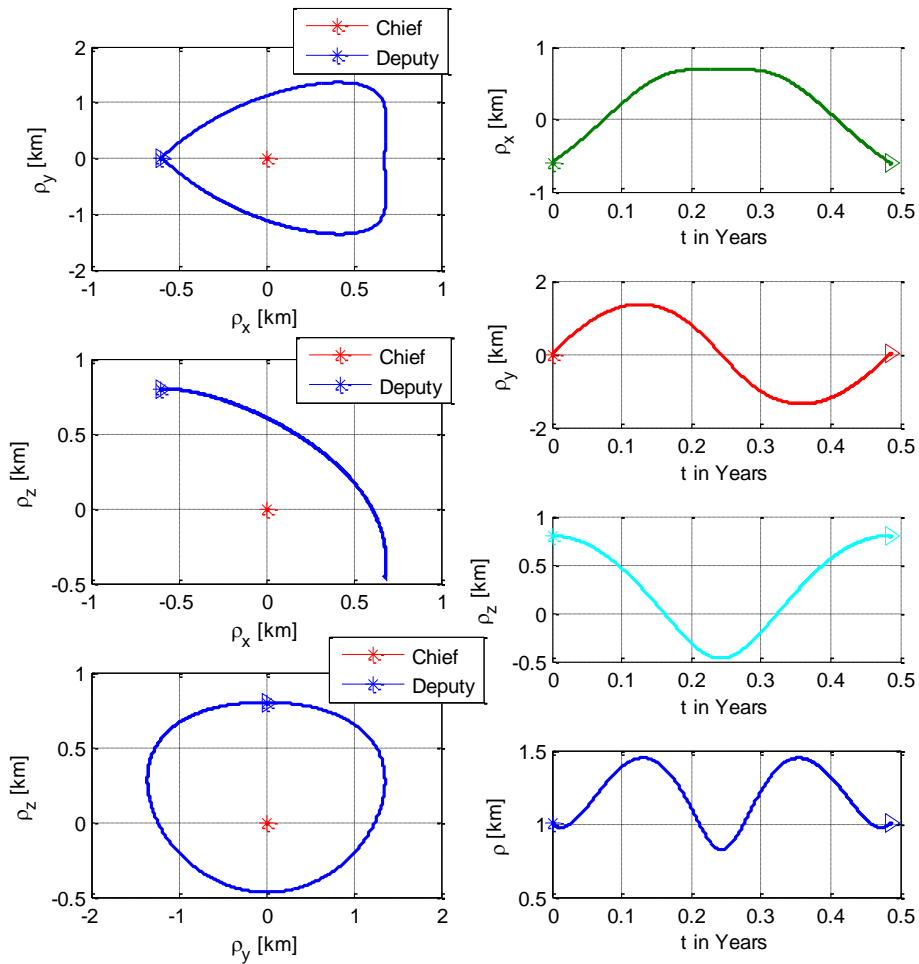 Chief
Deputy
2
1
0
-1
-2
ρy [km]
-1 -0.5 0 0.5 1
ρx [km]
Chief
Deputy
1
0.5
0
-0.5
ρz [km]
-1 -0.5 0 0.5 1
ρx [km]
Chief
Deputy
1
0.5
0
-0.5
ρz [km]
-2 -1 0 1 2
ρy [km]
1
0
-1
ρx [km]
0 0.1 0.2 0.3 0.4 0.5
t in Years
2
0
-2
ρy [km]
0 0.1 0.2 0.3 0.4 0.5
t in Years
1
0.5
0
-0.5
ρz [km]
0 0.1 0.2 0.3 0.4 0.5
t in Years
1.5
1
0.5
ρ [km]
0 0.1 0.2 0.3 0.4 0.5
t in Years